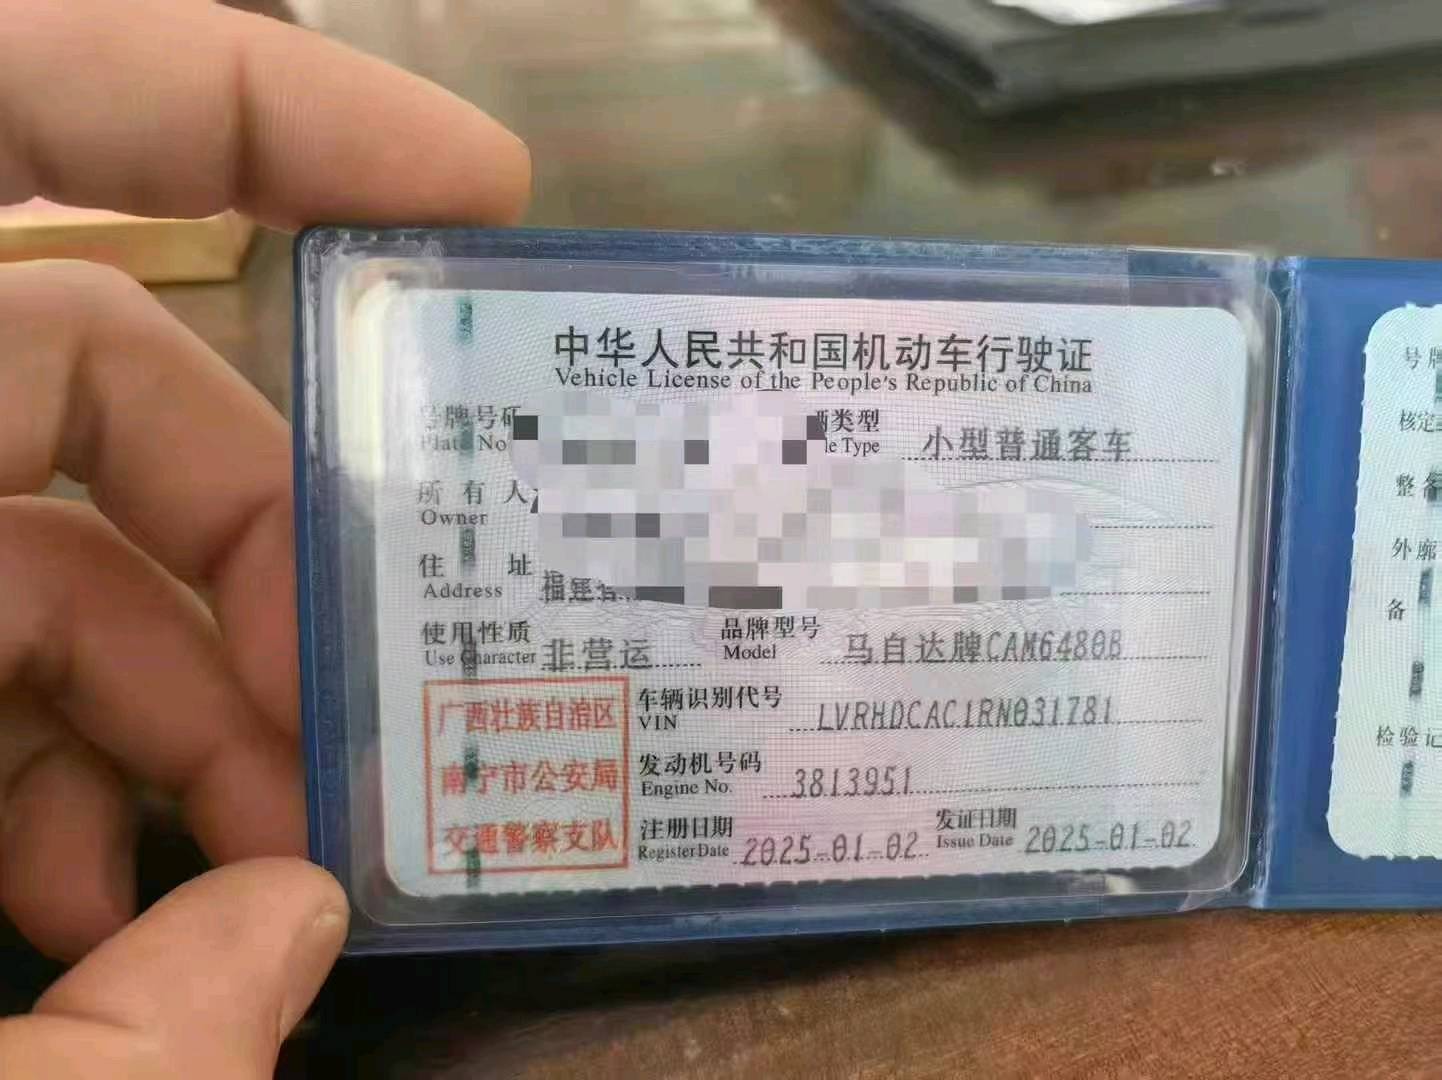 中华人民共和国机动车行驶证
Vehicle License of the People's Republic of China
号牌号码
Plate No
类型
le Type
小型普通客车
所有人
Owner
住址
Address
福建省
使用性质
Use Character
非营运
品牌型号
Model
马自达牌CAM6480B
广西壮族自治区
南宁市公安局
交通警察支队
车辆识别代号
VIN
LVRHDCAC1RN031781
发动机号码
Engine No.
3813951
注册日期
Register Date
2025-01-02
发证日期
Issue Date
2025-01-02
号牌
核定
整备
外廓
备
检验记